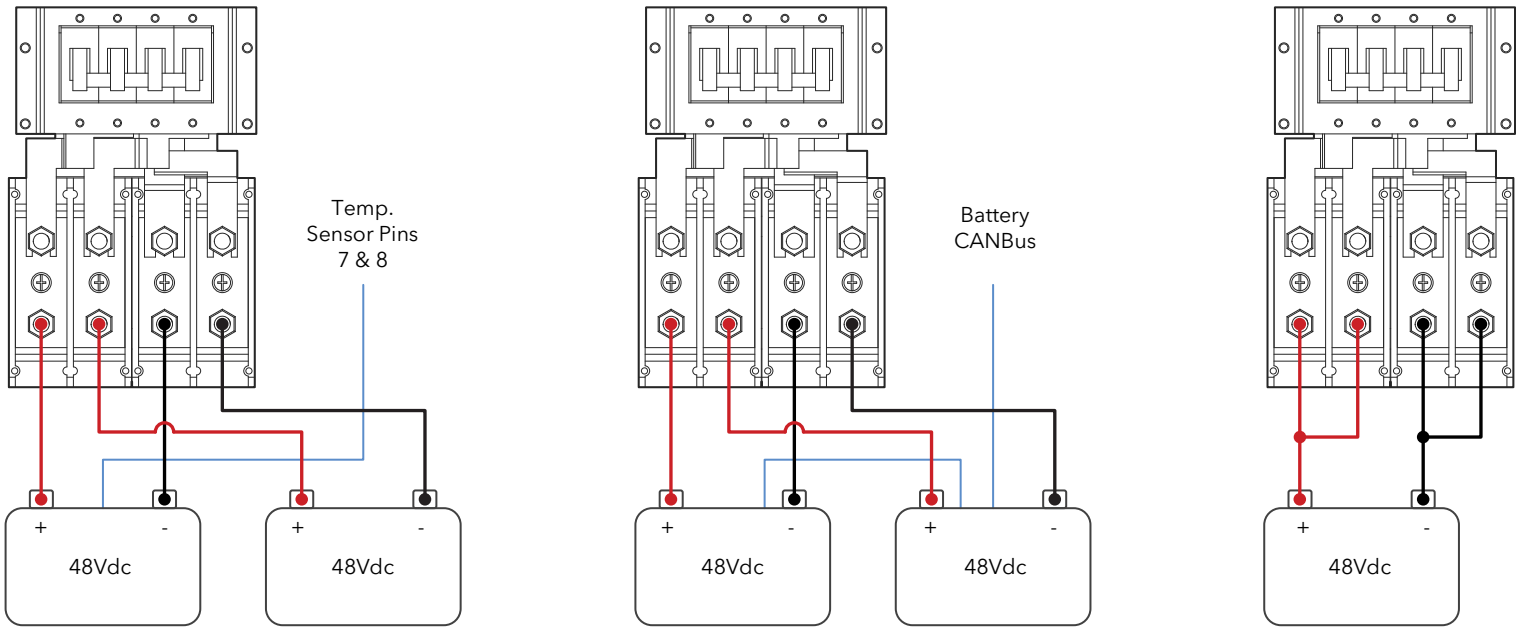 Temp.
Sensor Pins
7 & 8
+ -
48Vdc
+ -
48Vdc
Battery
CANBus
+ -
48Vdc
+ -
48Vdc
+ -
48Vdc